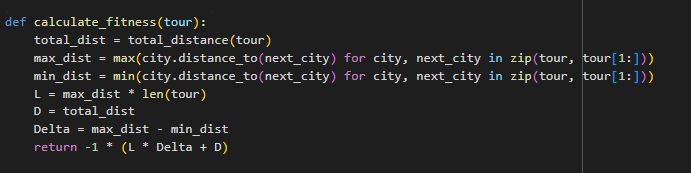 def calculate_fitness(tour):
    total_dist = total_distance(tour)
    max_dist = max(city.distance_to(next_city) for city, next_city in zip(tour, tour[1:]))
    min_dist = min(city.distance_to(next_city) for city, next_city in zip(tour, tour[1:]))
    L = max_dist * len(tour)
    D = total_dist
    Delta = max_dist - min_dist
    return -1 * (L * Delta + D)